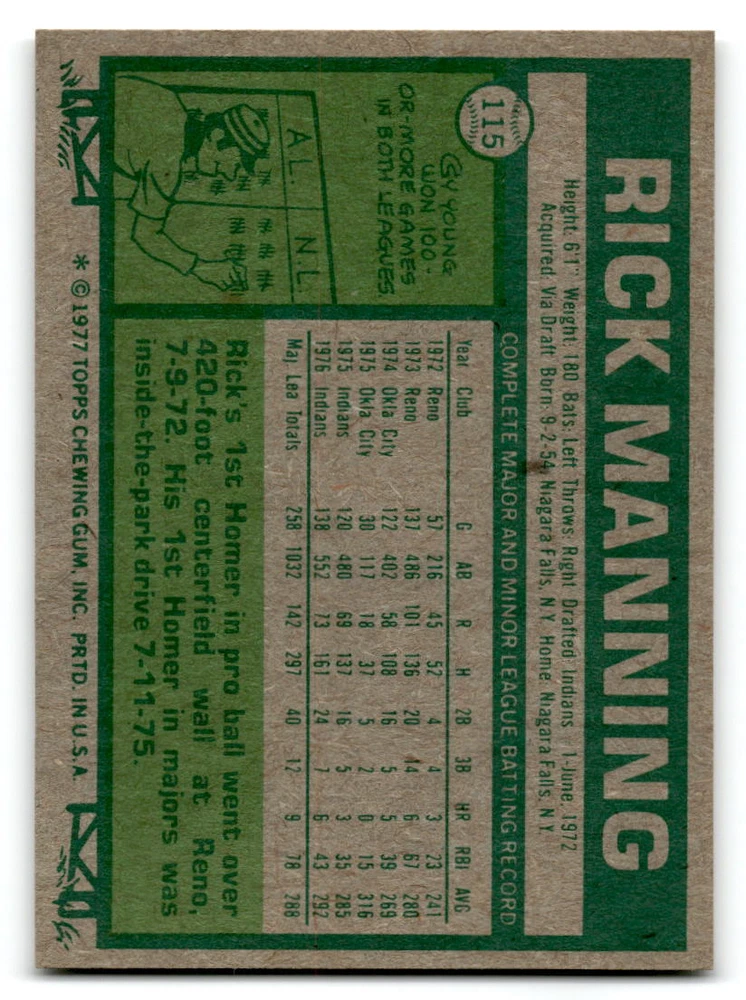 115
RICK MANNING
Height: 6'1" Weight: 180 Bats: Left Throws: Right Drafted: Indians 1-June, 1972
Acquired: Via Draft Born: 9-2-54, Niagara Falls, N.Y. Home: Niagara Falls, N.Y.
COMPLETE MAJOR AND MINOR LEAGUE BATTING RECORD
Year Club G AB R H 2B 3B HR RBI AVG
1972 Reno 57 216 45 52 4 4 3 23 .241
1973 Reno 137 486 101 136 20 14 6 67 .280
1974 Okla City 122 402 58 108 16 5 5 39 .269
1975 Okla City 30 117 18 37 5 2 0 15 .316
1975 Indians 120 480 69 137 16 5 3 35 .285
1976 Indians 138 552 73 161 24 7 6 43 .292
Maj. Lea. Totals 258 1032 142 297 40 12 9 78 .288
CY YOUNG
WON 100-
OR-MORE GAMES
IN BOTH LEAGUES.
A.L. N.L.
Rick's 1st Homer in pro ball went over
420-foot centerfield wall at Reno,
7-9-72. His 1st Homer in majors was
inside-the-park drive 7-11-75.
* © 1977 TOPPS CHEWING GUM, INC. PRTD. IN U.S.A.